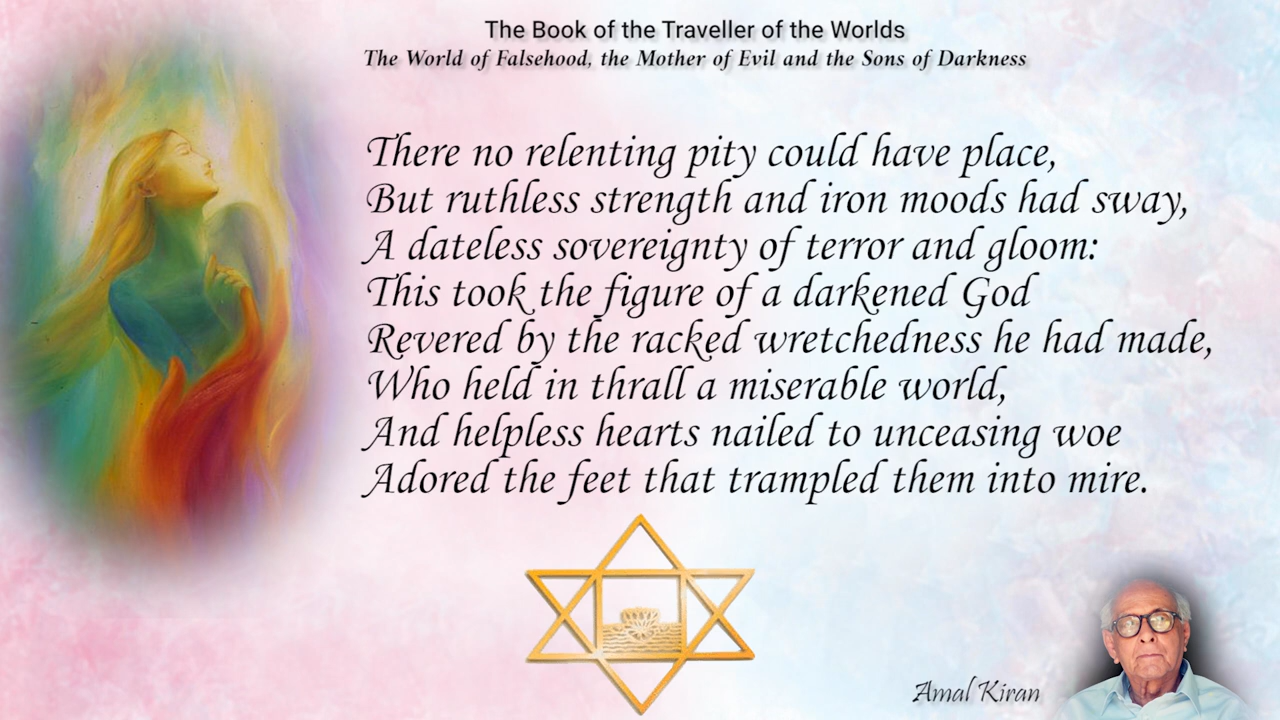 The Book of the Traveller of the Worlds
The World of Falsehood, the Mother of Evil and the Sons of Darkness
There no relenting pity could have place,
But ruthless strength and iron moods had sway,
A dateless sovereignty of terror and gloom:
This took the figure of a darkened God
Revered by the racked wretchedness he had made,
Who held in thrall a miserable world,
And helpless hearts nailed to unceasing woe
Adored the feet that trampled them into mire.
Amal Kiran